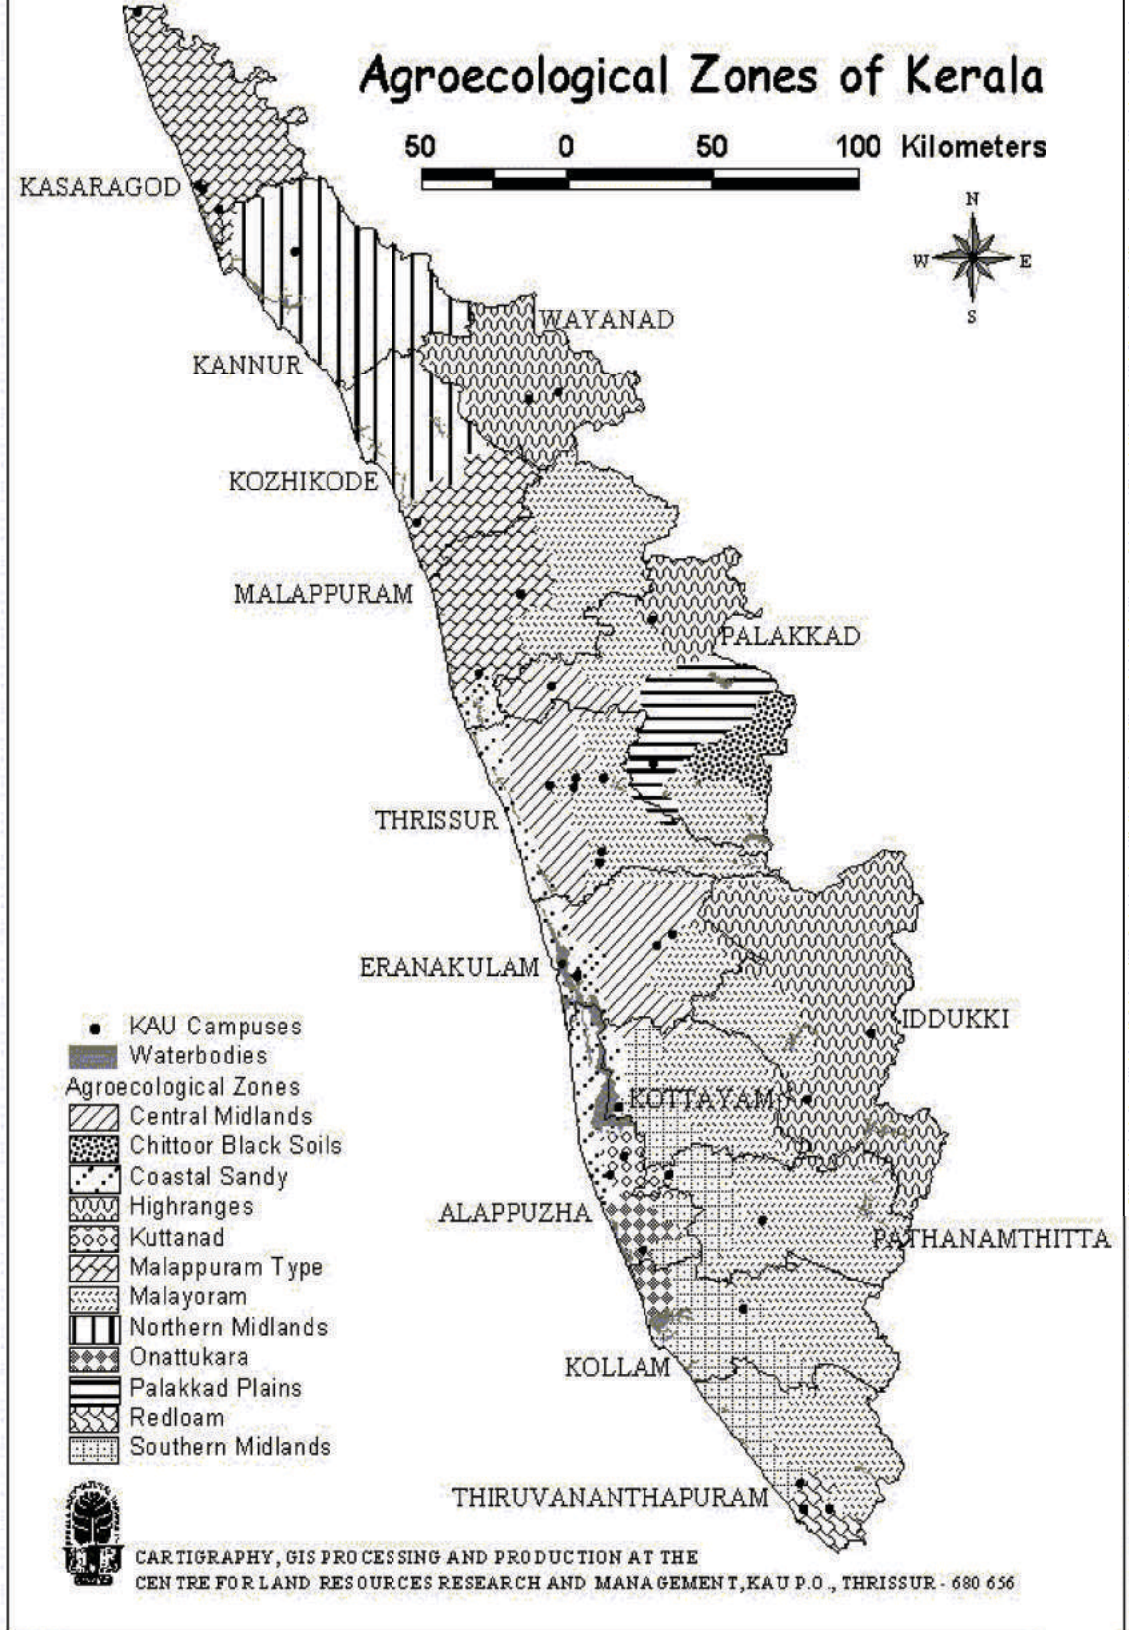 Agroecological Zones of Kerala
50 0 50 100 Kilometers
KASARAGOD
N
W E
S
WAYANAD
KANNUR
KOZHIKODE
MALAPPURAM
PALAKKAD
THRISSUR
ERANAKULAM
IDDUKKI
KAU Campuses
Waterbodies
Agroecological Zones
KOTTAYAM
Central Midlands
Chittoor Black Soils
Coastal Sandy
Highranges
ALAPPUZHA
Kuttanad
PATHANAMTHITTA
Malappuram Type
Malayoram
Northern Midlands
Onattukara
KOLLAM
Palakkad Plains
Redloam
Southern Midlands
THIRUVANANTHAPURAM
CARTIGRAPHY, GIS PROCESSING AND PRODUCTION AT THE
CENTRE FOR LAND RESOURCES RESEARCH AND MANAGEMENT, KAU P.O., THRISSUR - 680 656